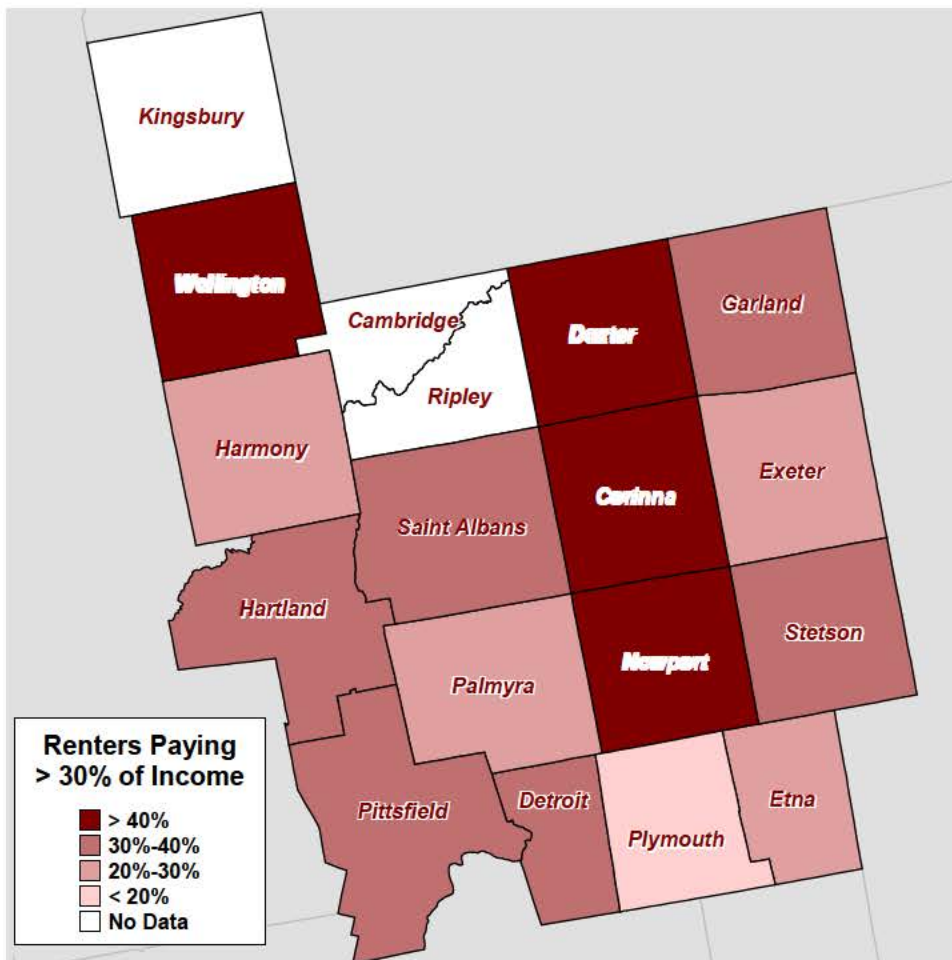 Kingsbury
Wellington
Cambridge
Dexter
Garland
Ripley
Harmony
Exeter
Corinna
Saint Albans
Hartland
Stetson
Newport
Palmyra
Renters Paying
> 30% of Income
> 40%
30%-40%
20%-30%
< 20%
No Data
Pittsfield
Detroit
Etna
Plymouth